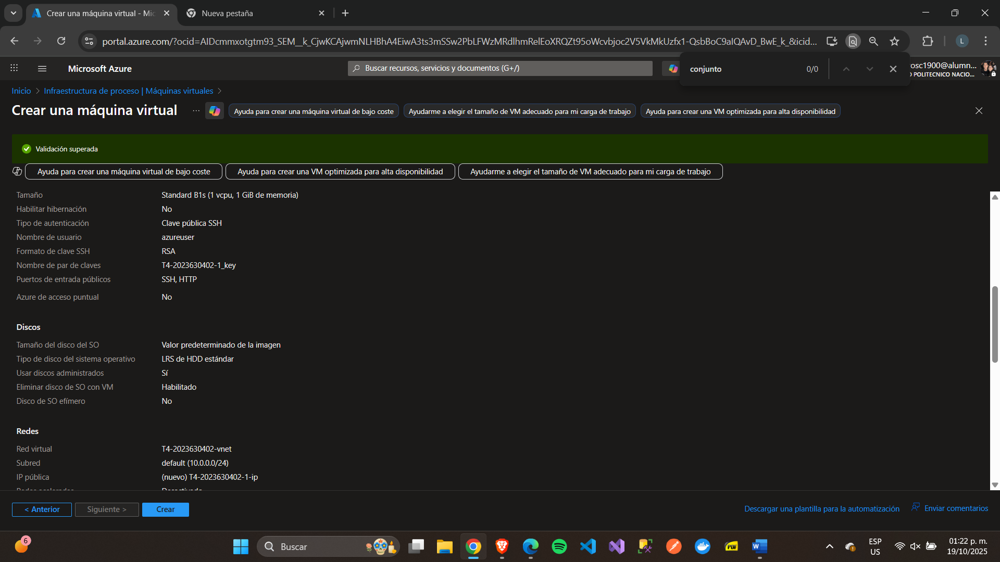 Crear una máquina virtual - Mic
Nueva pestaña
portal.azure.com/?ocid=AIDcmmxotgtm93_SEM__k_CjwKCAjwmNLHBhA4EiwA3ts3mSSw2PbLFWzMRdlhmRelEoXRQZt95oWcvbjoc2V5VkMkUzfx1-QsbBoC9aIQAvD_BwE_k_&icid...
L
Microsoft Azure
Buscar recursos, servicios y documentos (G+/)
conjunto
0/0
rosc1900@alumn...
POLITECNICO NACIO...
Inicio > Infraestructura de proceso | Máquinas virtuales >
Crear una máquina virtual ...
Ayuda para crear una máquina virtual de bajo coste
Ayudarme a elegir el tamaño de VM adecuado para mi carga de trabajo
Ayuda para crear una VM optimizada para alta disponibilidad
Validación superada
Ayuda para crear una máquina virtual de bajo coste
Ayuda para crear una VM optimizada para alta disponibilidad
Ayudarme a elegir el tamaño de VM adecuado para mi carga de trabajo
Tamaño Standard B1s (1 vcpu, 1 GiB de memoria)
Habilitar hibernación No
Tipo de autenticación Clave pública SSH
Nombre de usuario azureuser
Formato de clave SSH RSA
Nombre de par de claves T4-2023630402-1_key
Puertos de entrada públicos SSH, HTTP
Azure de acceso puntual No
Discos
Tamaño del disco del SO Valor predeterminado de la imagen
Tipo de disco del sistema operativo LRS de HDD estándar
Usar discos administrados Sí
Eliminar disco de SO con VM Habilitado
Disco de SO efímero No
Redes
Red virtual T4-2023630402-vnet
Subred default (10.0.0.0/24)
IP pública (nuevo) T4-2023630402-1-ip
< Anterior
Siguiente >
Crear
Descargar una plantilla para la automatización
Enviar comentarios
6
Buscar
PDF
W
ESP
US
01:22 p. m.
19/10/2025